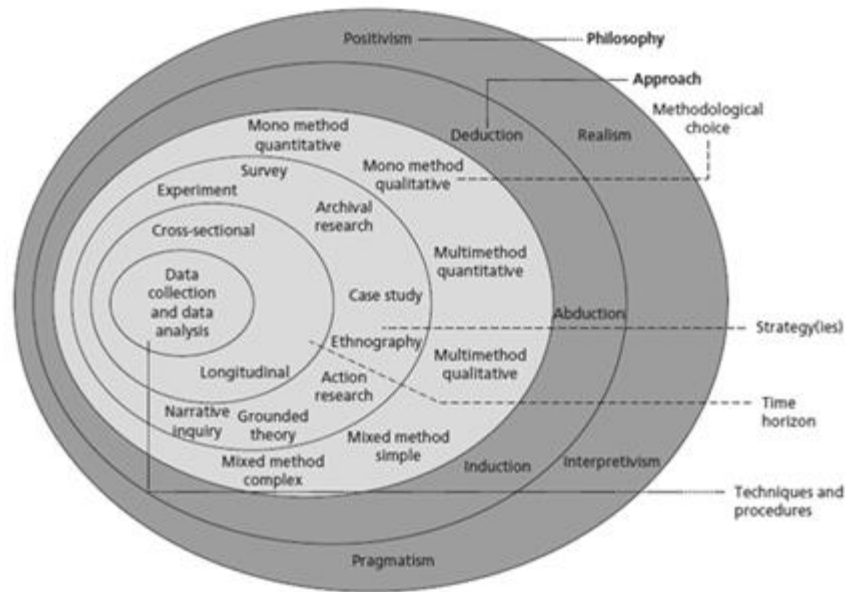 Positivism
Philosophy
Approach
Methodological
choice
Mono method
quantitative
Deduction
Realism
Survey
Mono method
qualitative
Experiment
Archival
research
Cross-sectional
Multimethod
quantitative
Data
collection
and data
analysis
Case study
Abduction
Strategy(ies)
Ethnography
Multimethod
qualitative
Longitudinal
Action
research
Time
horizon
Narrative
inquiry
Grounded
theory
Mixed method
simple
Mixed method
complex
Induction
Interpretivism
Techniques and
procedures
Pragmatism